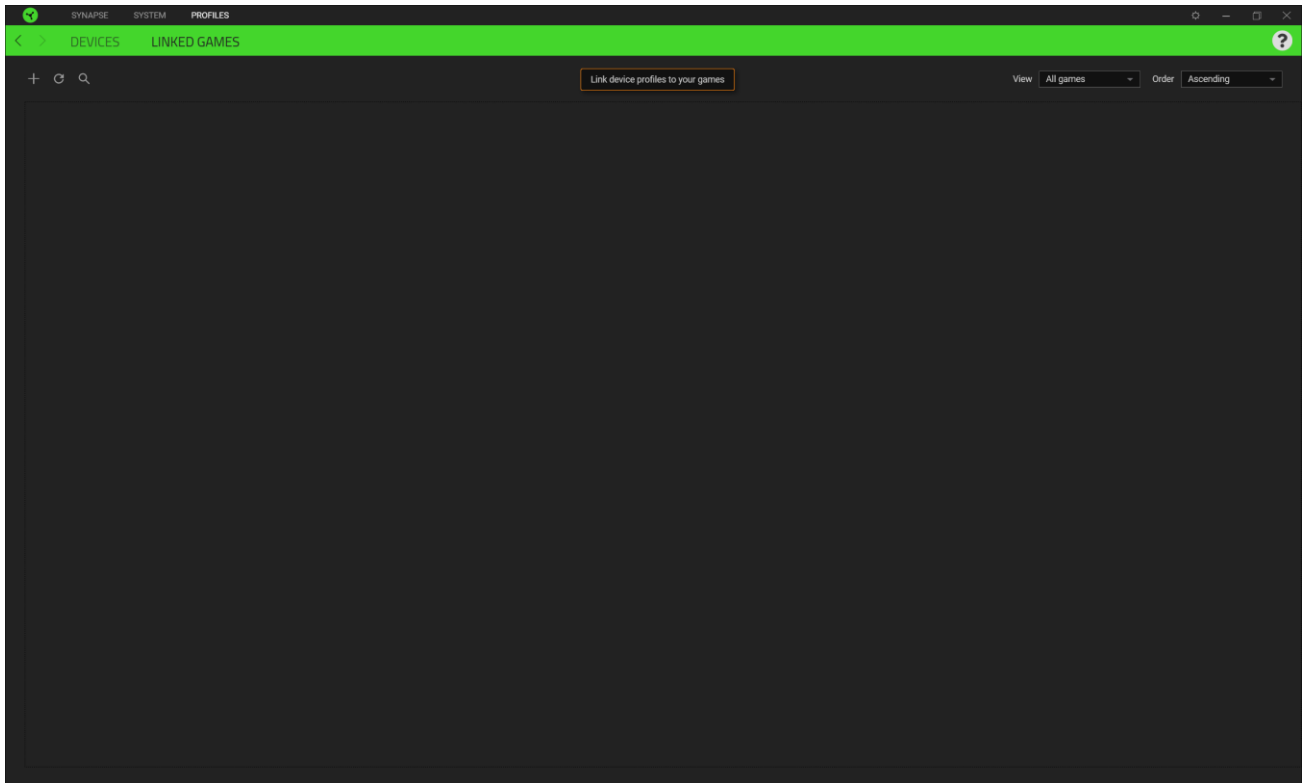 SYNAPSE SYSTEM PROFILES
DEVICES LINKED GAMES ?
Link device profiles to your games View All games Order Ascending